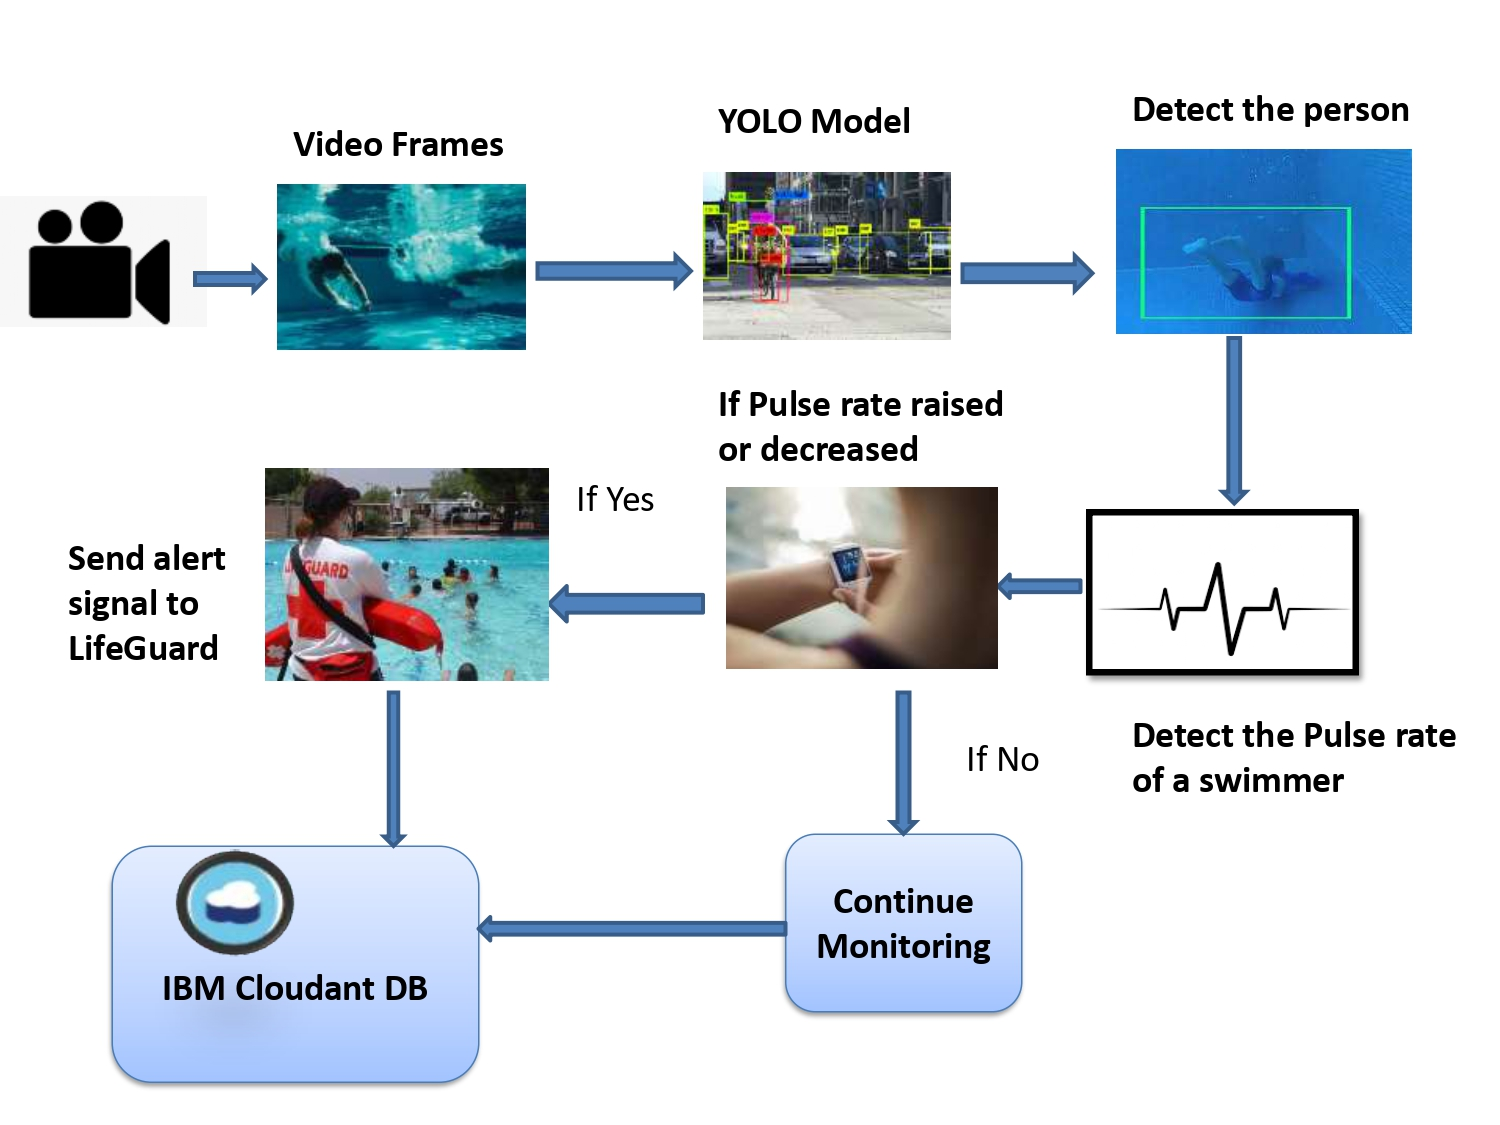 Video Frames
YOLO Model
Detect the person
If Pulse rate raised
or decreased
If Yes
Send alert
signal to
LifeGuard
GUARD
Detect the Pulse rate
of a swimmer
If No
Continue
Monitoring
IBM Cloudant DB